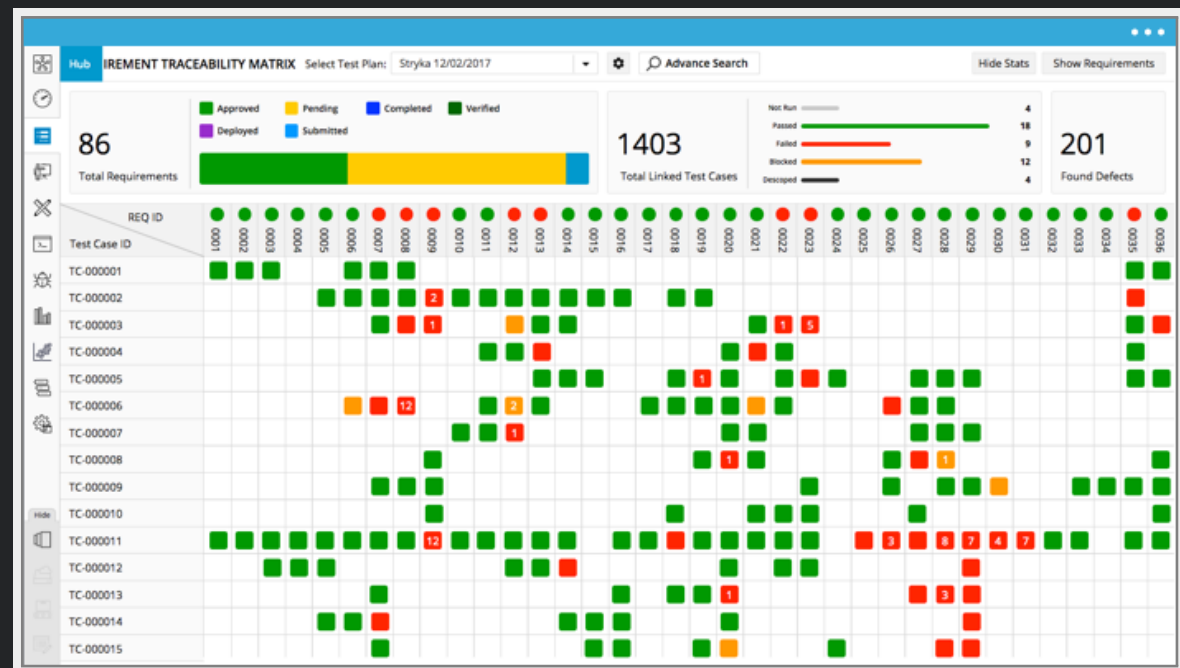 Hub IREMENT TRACEABILITY MATRIX Select Test Plan: Stryka 12/02/2017 Advance Search Hide Stats Show Requirements
86
Total Requirements
Approved Pending Completed Verified
Deployed Submitted
1403
Total Linked Test Cases
Not Run 4
Passed 18
Failed 9
Blocked 12
Descoped 4
201
Found Defects
REQ ID
Test Case ID
0001 0002 0003 0004 0005 0006 0007 0008 0009 0010 0011 0012 0013 0014 0015 0016 0017 0018 0019 0020 0021 0022 0023 0024 0025 0026 0027 0028 0029 0030 0031 0032 0033 0034 0035 0036
TC-000001
TC-000002 2
TC-000003 1 1 5
TC-000004
TC-000005 1
TC-000006 12 2
TC-000007 1
TC-000008 1 1
TC-000009
TC-000010
Hide
TC-000011 12 3 8 7 4 7
TC-000012
TC-000013 1 3
TC-000014
TC-000015